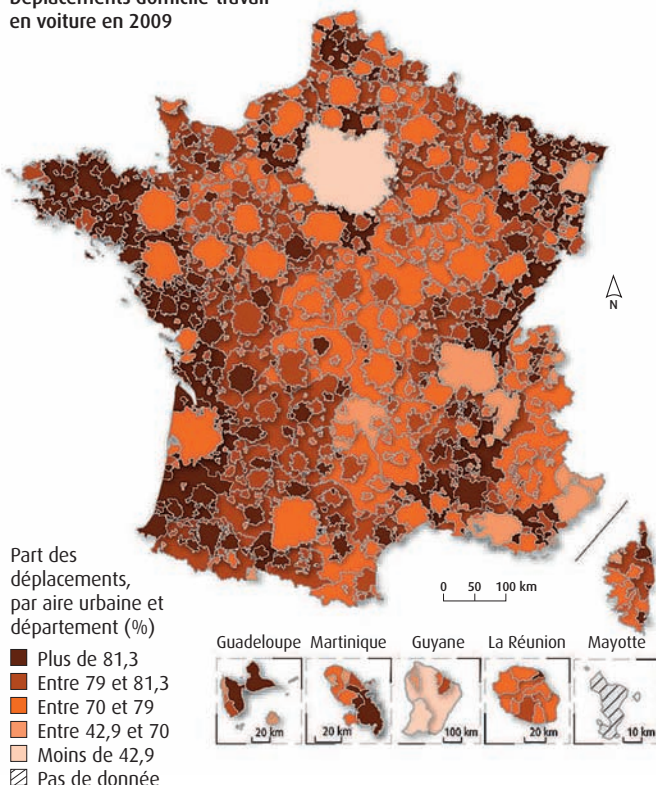 Déplacements domicile-travail
en voiture en 2009
N
0 50 100 km
Part des
déplacements,
par aire urbaine et
département (%)
Plus de 81,3
Entre 79 et 81,3
Entre 70 et 79
Entre 42,9 et 70
Moins de 42,9
Pas de donnée
Guadeloupe Martinique Guyane La Réunion Mayotte
20 km 20 km 100 km 20 km 10 km